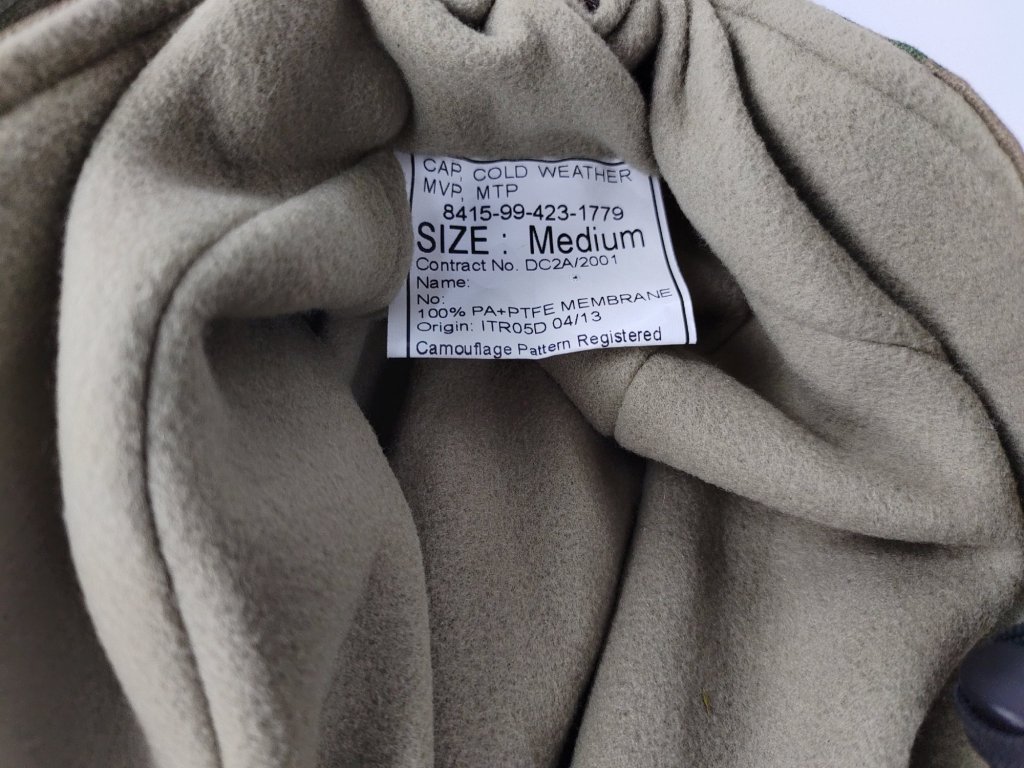 CAP, COLD WEATHER
MVP, MTP
8415-99-423-1779
SIZE : Medium
Contract No. DC2A/2001
Name:
No:
100% PA+PTFE MEMBRANE
Origin: ITR05D 04/13
Camouflage Pattern Registered